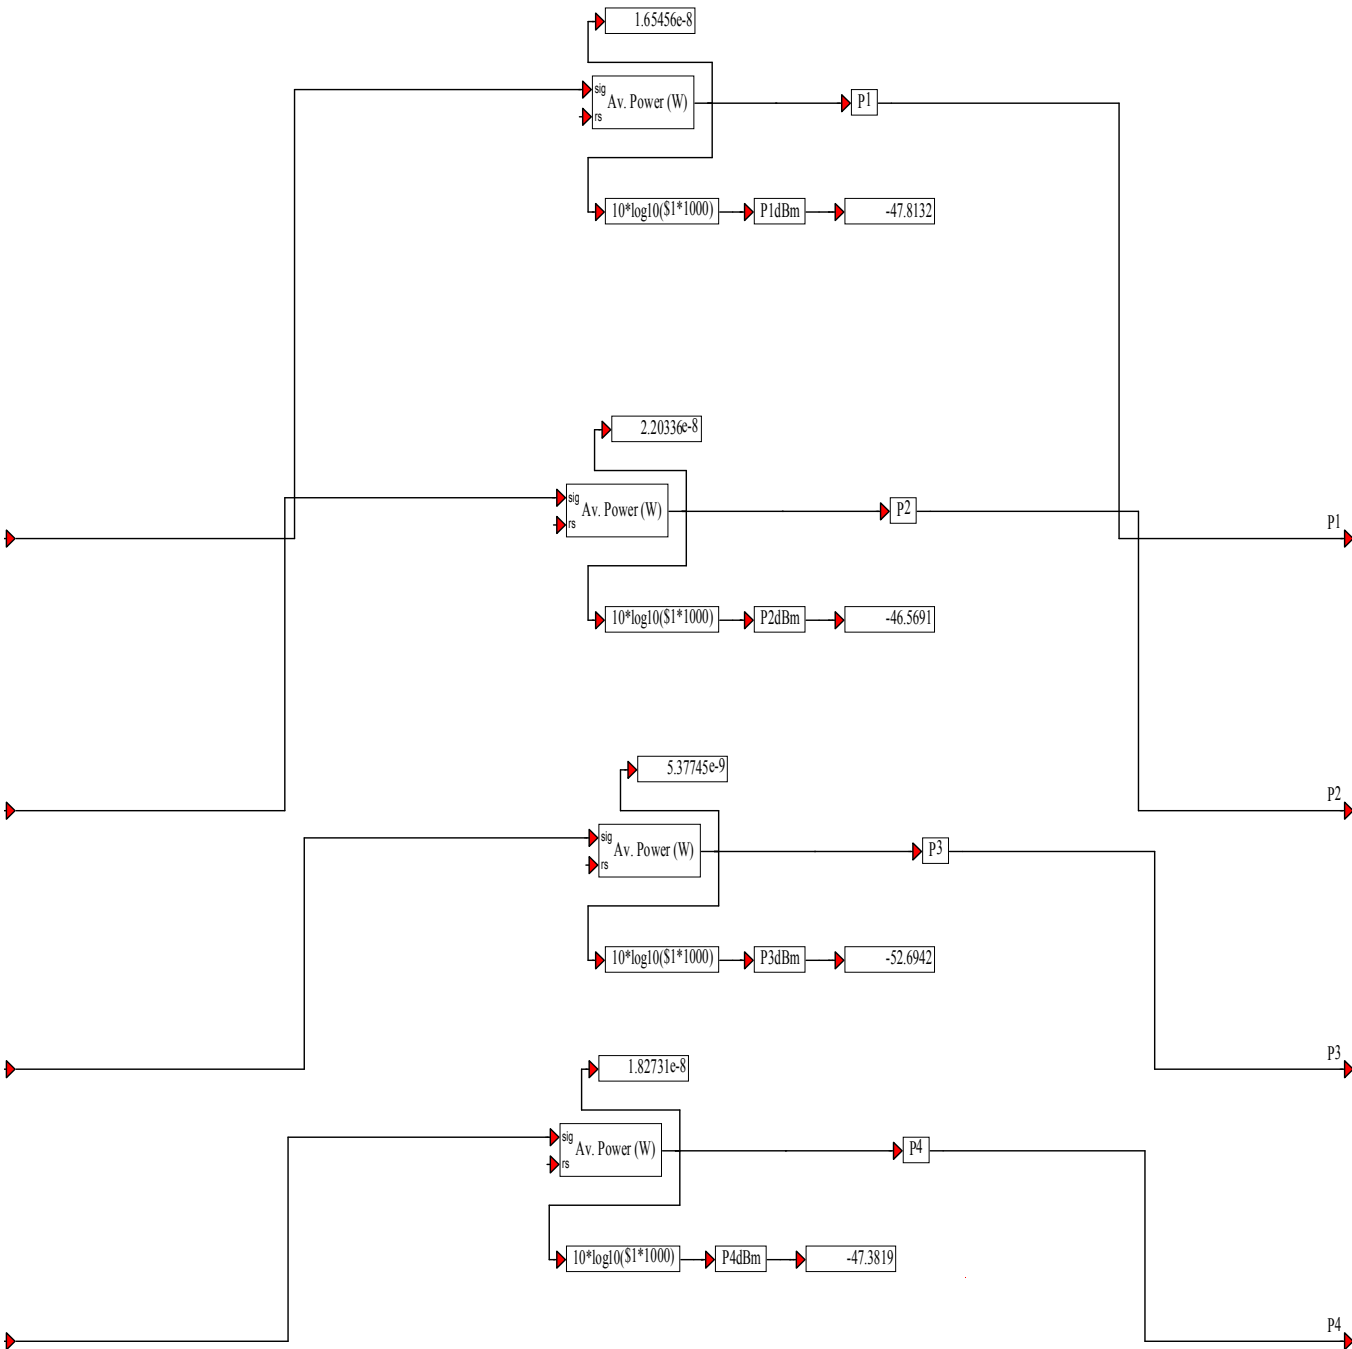 1.65456e-8
sig
Av. Power (W)
rs
P1
10*log10($1*1000)
P1dBm
-47.8132
2.20336e-8
sig
Av. Power (W)
rs
P2
P1
10*log10($1*1000)
P2dBm
-46.5691
5.37745e-9
P2
sig
Av. Power (W)
rs
P3
10*log10($1*1000)
P3dBm
-52.6942
1.82731e-8
P3
sig
Av. Power (W)
rs
P4
10*log10($1*1000)
P4dBm
-47.3819
P4